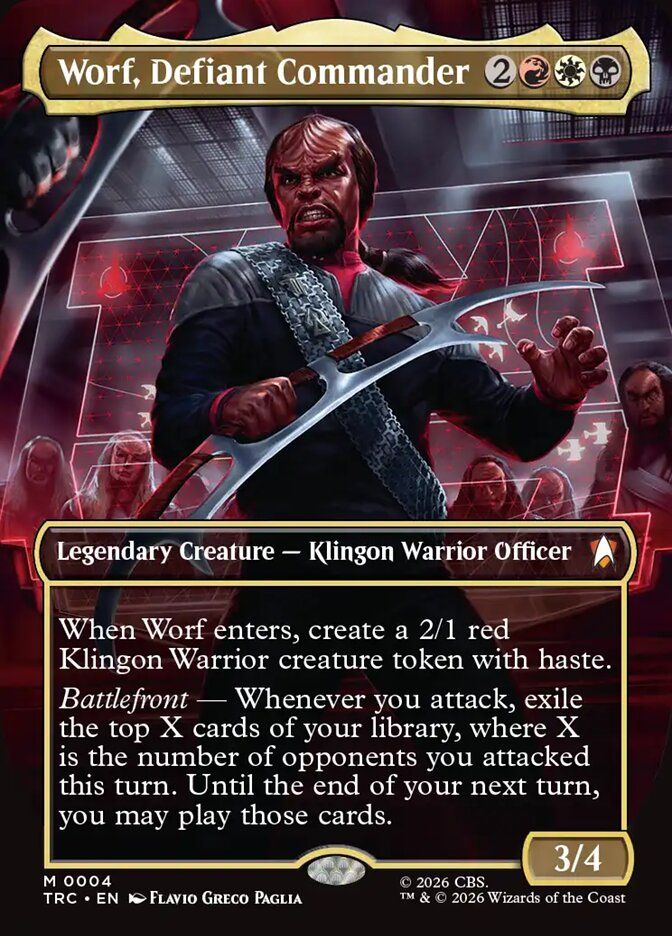 Worf, Defiant Commander 2
Legendary Creature — Klingon Warrior Officer
When Worf enters, create a 2/1 red
Klingon Warrior creature token with haste.
Battlefront — Whenever you attack, exile
the top X cards of your library, where X
is the number of opponents you attacked
this turn. Until the end of your next turn,
you may play those cards.
3/4
M 0004
TRC • EN Flavio Greco Paglia
© 2026 CBS.
™ & © 2026 Wizards of the Coast